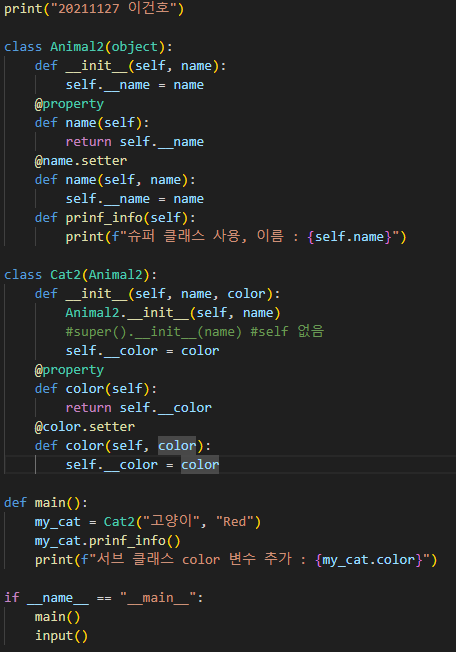 print("20211127 이건호")
class Animal2(object):
    def __init__(self, name):
        self.__name = name
    @property
    def name(self):
        return self.__name
    @name.setter
    def name(self, name):
        self.__name = name
    def prinf_info(self):
        print(f"슈퍼 클래스 사용, 이름 : {self.name}")
class Cat2(Animal2):
    def __init__(self, name, color):
        Animal2.__init__(self, name)
        #super().__init__(name) #self 없음
        self.__color = color
    @property
    def color(self):
        return self.__color
    @color.setter
    def color(self, color):
        self.__color = color
def main():
    my_cat = Cat2("고양이", "Red")
    my_cat.prinf_info()
    print(f"서브 클래스 color 변수 추가 : {my_cat.color}")
if __name__ == "__main__":
    main()
    input()